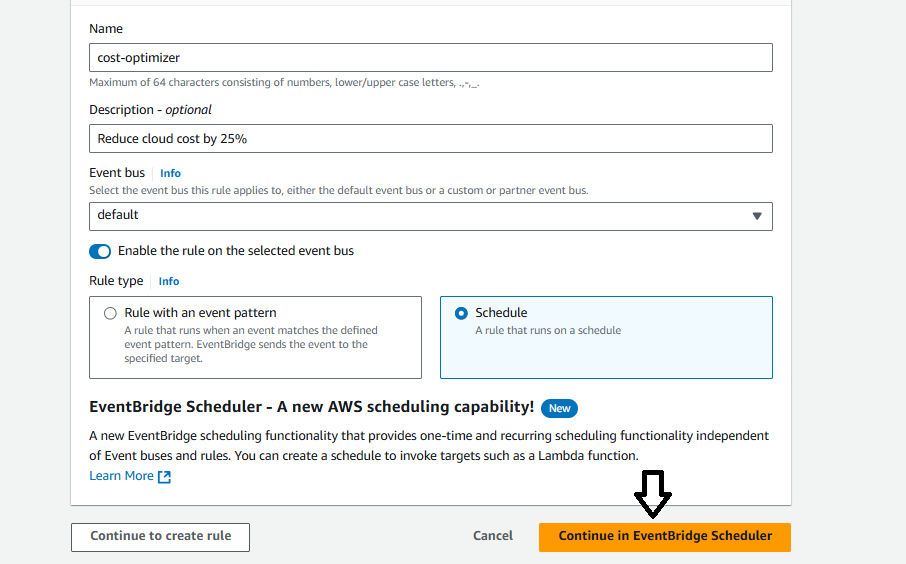 Name
cost-optimizer
Maximum of 64 characters consisting of numbers, lower/upper case letters, .,-,_.
Description - optional
Reduce cloud cost by 25%
Event bus Info
Select the event bus this rule applies to, either the default event bus or a custom or partner event bus.
default
Enable the rule on the selected event bus
Rule type Info
Rule with an event pattern
A rule that runs when an event matches the defined
event pattern. EventBridge sends the event to the
specified target.
Schedule
A rule that runs on a schedule
EventBridge Scheduler - A new AWS scheduling capability! New
A new EventBridge scheduling functionality that provides one-time and recurring scheduling functionality independent
of Event buses and rules. You can create a schedule to invoke targets such as a Lambda function.
Learn More
Continue to create rule
Cancel
Continue in EventBridge Scheduler